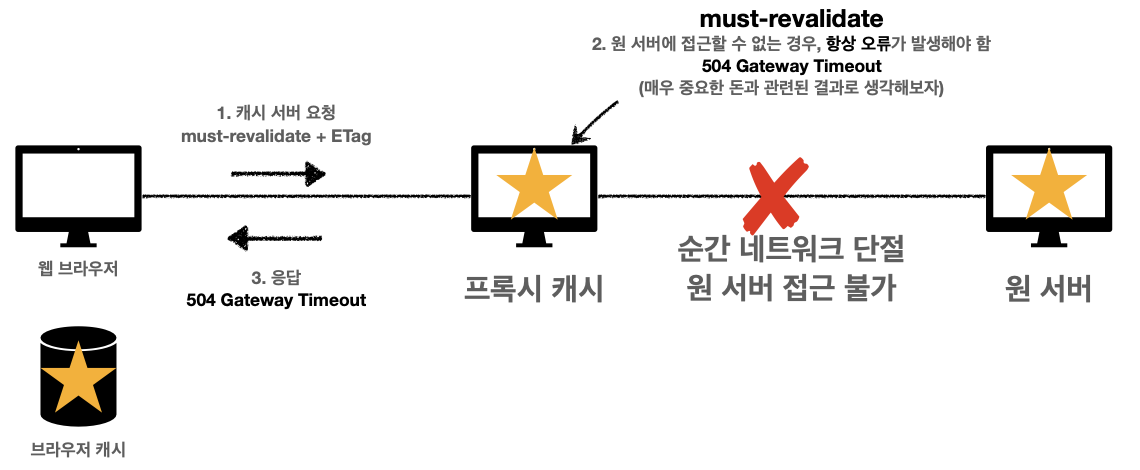 must-revalidate
2. 원 서버에 접근할 수 없는 경우, 항상 오류가 발생해야 함
504 Gateway Timeout
(매우 중요한 돈과 관련된 결과로 생각해보자)
1. 캐시 서버 요청
must-revalidate + ETag
웹 브라우저
3. 응답
504 Gateway Timeout
프록시 캐시
순간 네트워크 단절
원 서버 접근 불가
원 서버
브라우저 캐시